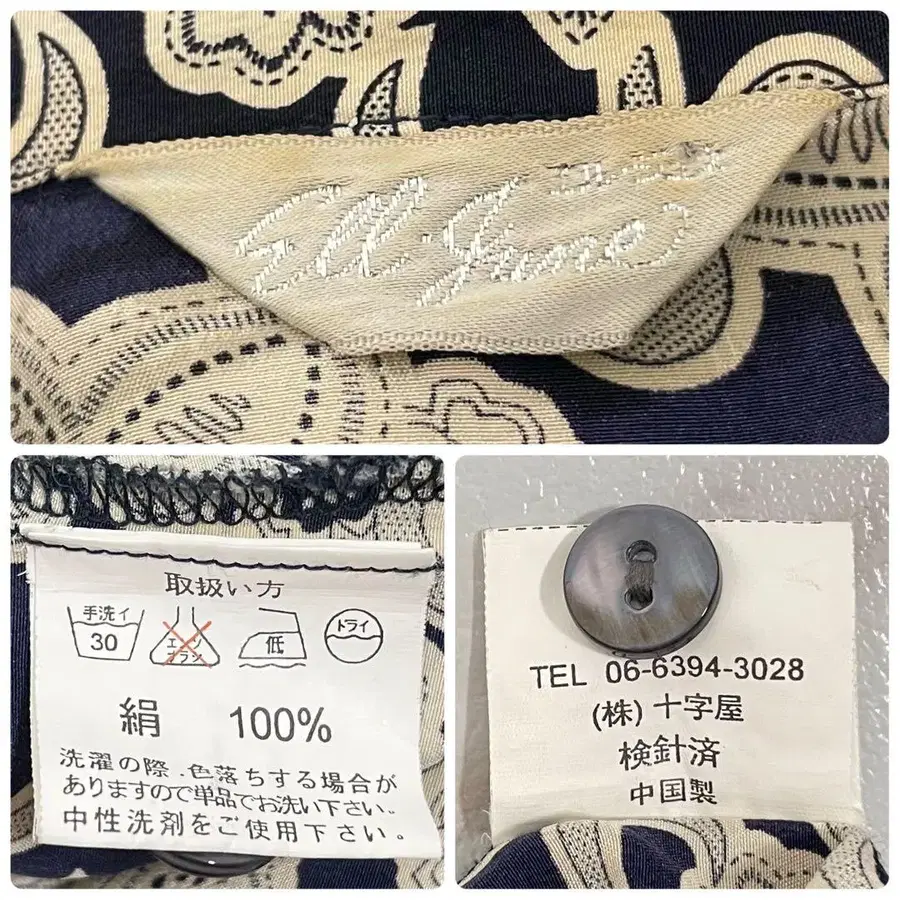 Ell June
取扱い方
手洗イ
30
エンソ
ブラシ
低
ドライ
絹 100%
洗濯の際.色落ちする場合が
ありますので単品でお洗い下さい。
中性洗剤をご使用下さい。
TEL 06-6394-3028
(株) 十字屋
検針済
中国製